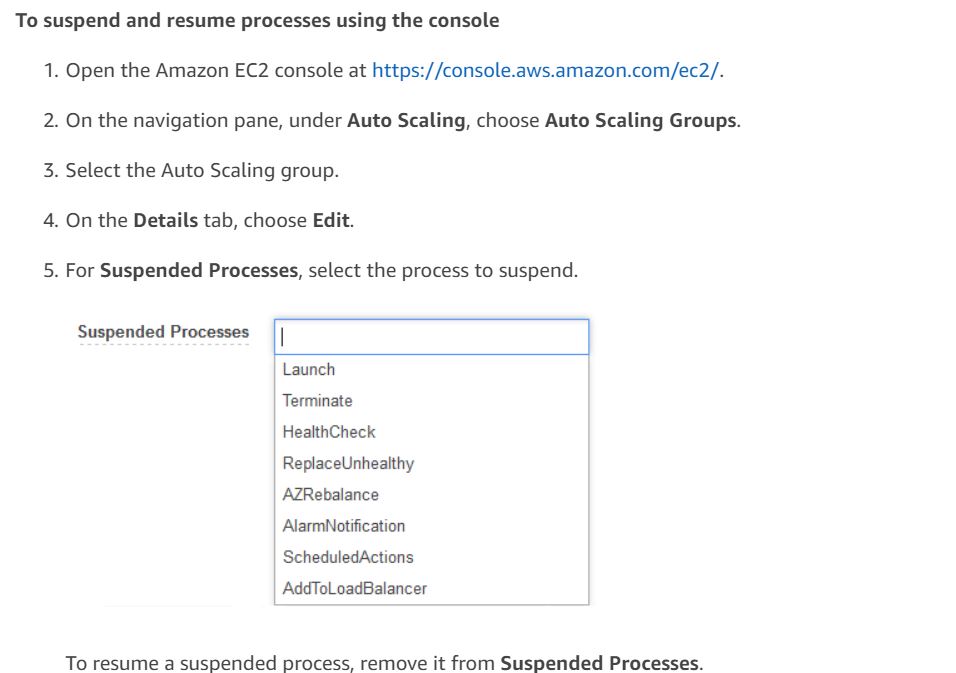 To suspend and resume processes using the console
1. Open the Amazon EC2 console at https://console.aws.amazon.com/ec2/.
2. On the navigation pane, under Auto Scaling, choose Auto Scaling Groups.
3. Select the Auto Scaling group.
4. On the Details tab, choose Edit.
5. For Suspended Processes, select the process to suspend.
Suspended Processes
Launch
Terminate
HealthCheck
ReplaceUnhealthy
AZRebalance
AlarmNotification
ScheduledActions
AddToLoadBalancer
To resume a suspended process, remove it from Suspended Processes.